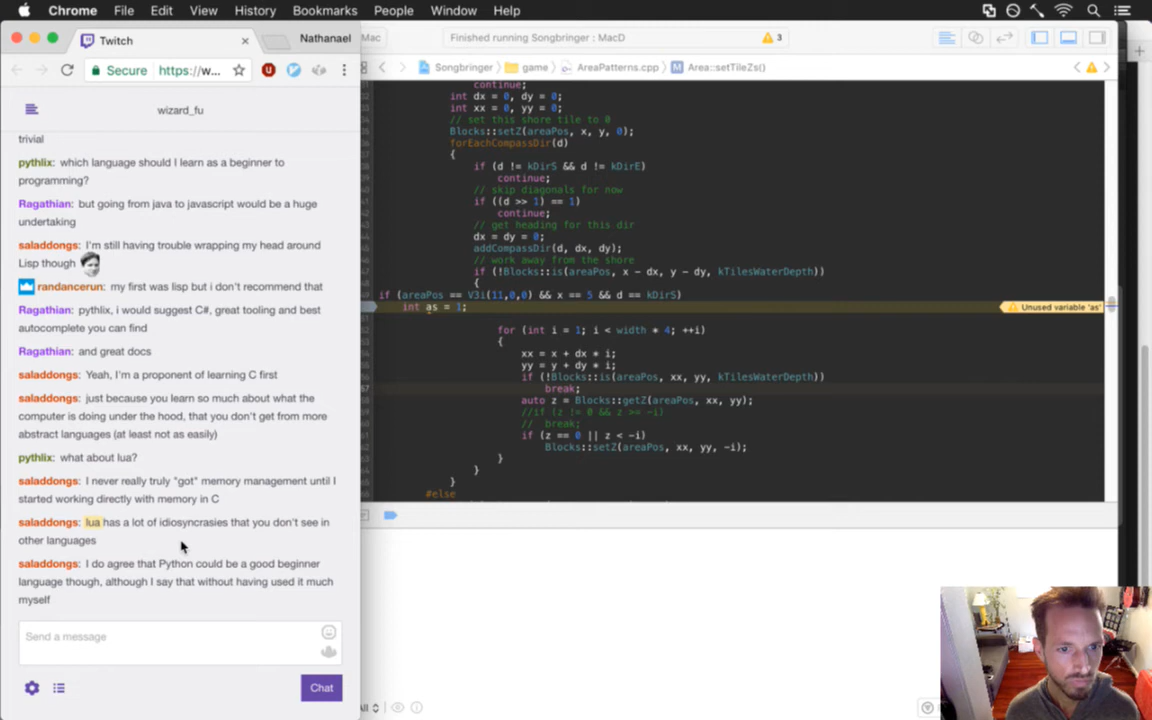 Chrome File Edit View History Bookmarks People Window Help
Twitch
Nathanael
Mac
Finished running Songbringer : MacD
3
Secure https://w...
Songbringer game AreaPatterns.cpp Area::setTileZs()
wizard_fu
trivial
pythlix: which language should I learn as a beginner to
programming?
Ragathian: but going from java to javascript would be a huge
undertaking
saladdongs: I'm still having trouble wrapping my head around
Lisp though
randancerun: my first was lisp but i don't recommend that
Ragathian: pythlix, i would suggest C#, great tooling and best
autocomplete you can find
Ragathian: and great docs
saladdongs: Yeah, I'm a proponent of learning C first
saladdongs: just because you learn so much about what the
computer is doing under the hood, that you don't get from more
abstract languages (at least not as easily)
pythlix: what about lua?
saladdongs: I never really truly "got" memory management until I
started working directly with memory in C
saladdongs: lua has a lot of idiosyncrasies that you don't see in
other languages
saladdongs: I do agree that Python could be a good beginner
language though, although I say that without having used it much
myself
Send a message
Chat
continue;
int dx = 0, dy = 0;
int xx = 0, yy = 0;
// set this shore tile to 0
Blocks::setZ(areaPos, x, y, 0);
forEachCompassDir(d)
{
if (d != kDirS && d != kDirE)
continue;
// skip diagonals for now
if ((d >> 1) == 1)
continue;
// get heading for this dir
dx = dy = 0;
addCompassDir(d, dx, dy);
// work away from the shore
if (!Blocks::is(areaPos, x - dx, y - dy, kTilesWaterDepth))
{
if (areaPos == V3i(11,0,0) && x == 5 && d == kDirS)
int as = 1;
Unused variable 'as'
for (int i = 1; i < width * 4; ++i)
{
xx = x + dx * i;
yy = y + dy * i;
if (!Blocks::is(areaPos, xx, yy, kTilesWaterDepth))
break;
auto z = Blocks::getZ(areaPos, xx, yy);
//if (z != 0 && z >= -i)
// break;
if (z == 0 || z < -i)
Blocks::setZ(areaPos, xx, yy, -i);
}
}
#else